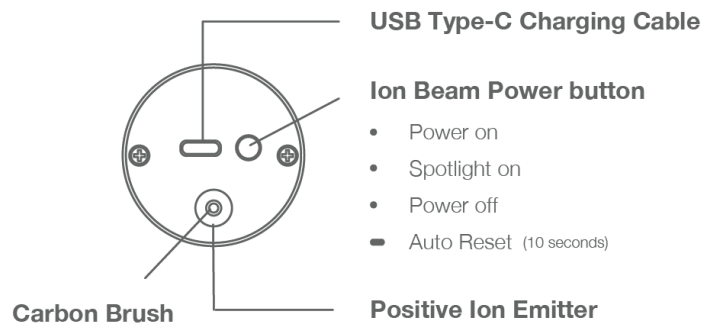 USB Type-C Charging Cable
Ion Beam Power button
• Power on
• Spotlight on
• Power off
- Auto Reset (10 seconds)
Carbon Brush
Positive Ion Emitter